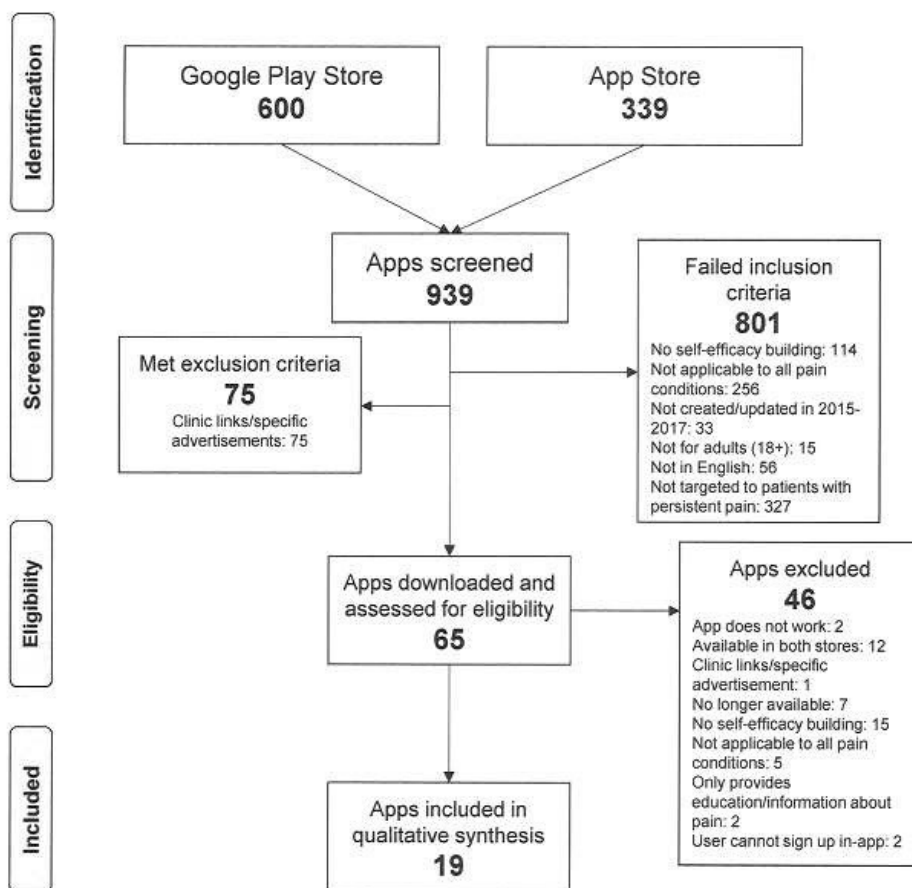 Identification
Google Play Store
600
App Store
339
Screening
Apps screened
939
Failed inclusion
criteria
801
No self-efficacy building: 114
Not applicable to all pain
conditions: 256
Not created/updated in 2015-
2017: 33
Not for adults (18+): 15
Not in English: 56
Not targeted to patients with
persistent pain: 327
Met exclusion criteria
75
Clinic links/specific
advertisements: 75
Eligibility
Apps downloaded and
assessed for eligibility
65
Apps excluded
46
App does not work: 2
Available in both stores: 12
Clinic links/specific
advertisement: 1
No longer available: 7
No self-efficacy building: 15
Not applicable to all pain
conditions: 5
Only provides
education/information about
pain: 2
User cannot sign up in-app: 2
Included
Apps included in
qualitative synthesis
19